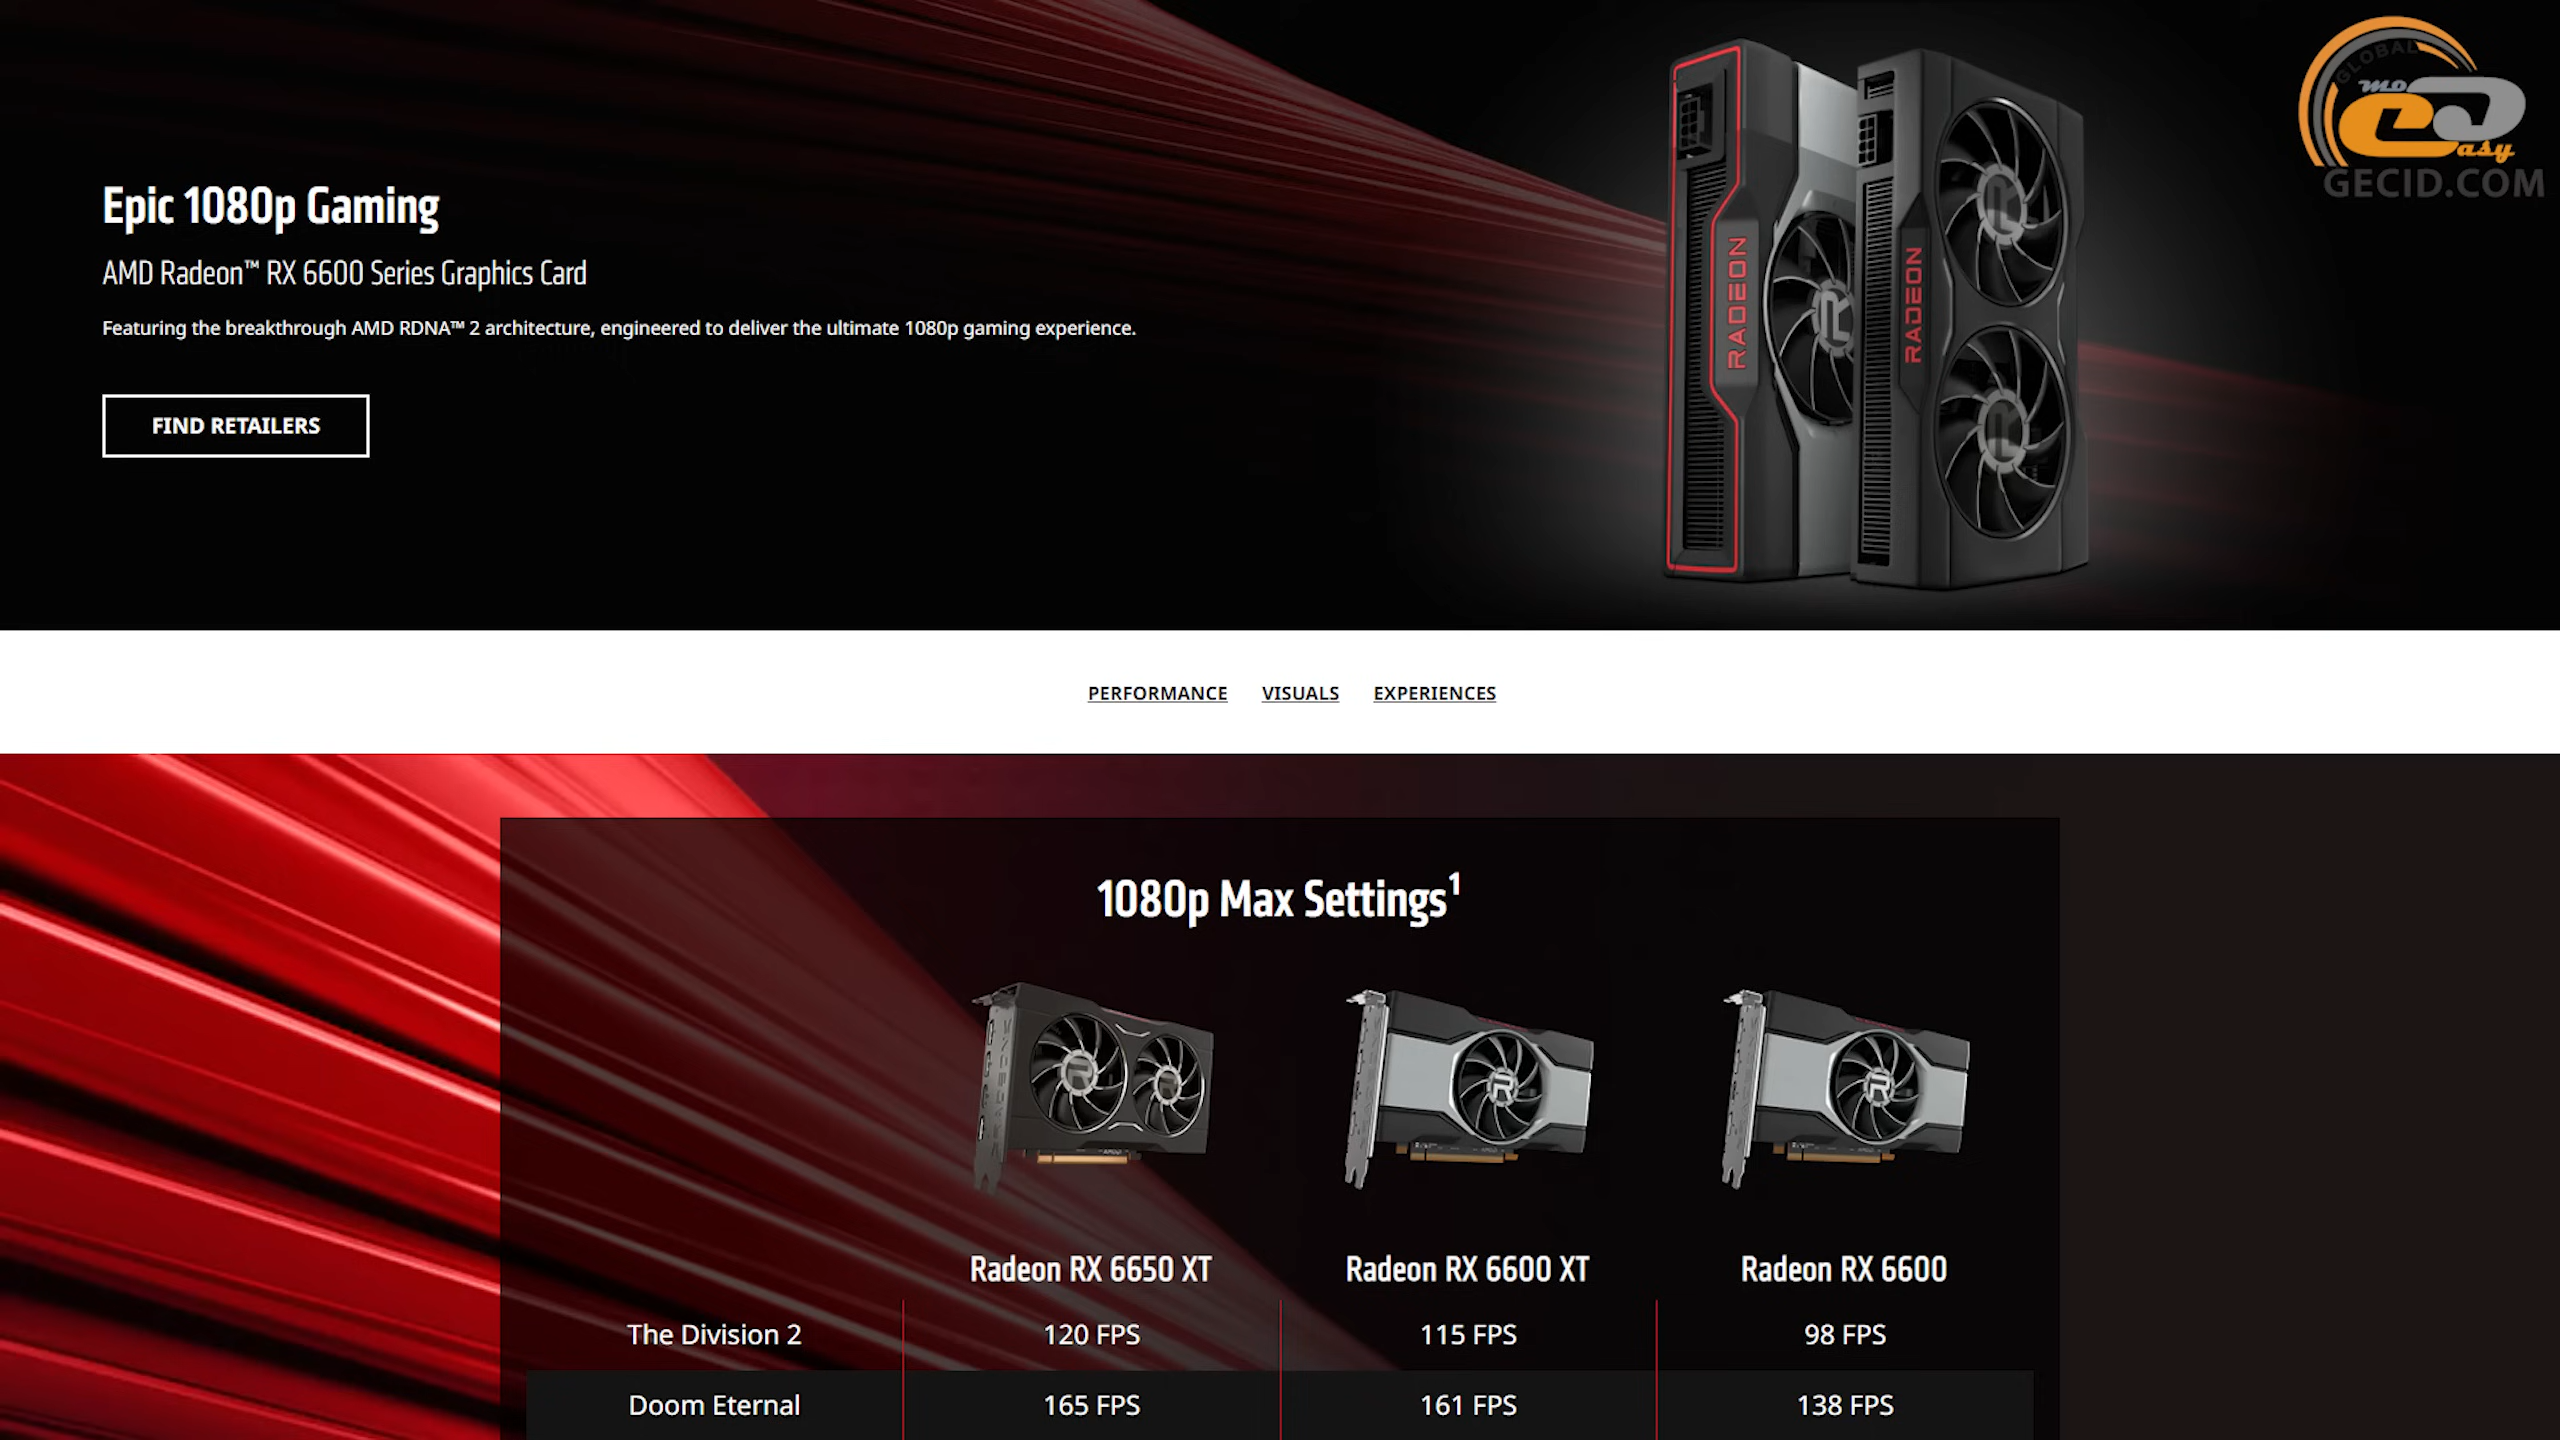 GLOBAL
mo
easy
GECID.COM
Epic 1080p Gaming
AMD Radeon™ RX 6600 Series Graphics Card
Featuring the breakthrough AMD RDNA™ 2 architecture, engineered to deliver the ultimate 1080p gaming experience.
FIND RETAILERS
RADEON
RADEON
PERFORMANCE VISUALS EXPERIENCES
1080p Max Settings¹
Radeon RX 6650 XT Radeon RX 6600 XT Radeon RX 6600
The Division 2 120 FPS 115 FPS 98 FPS
Doom Eternal 165 FPS 161 FPS 138 FPS